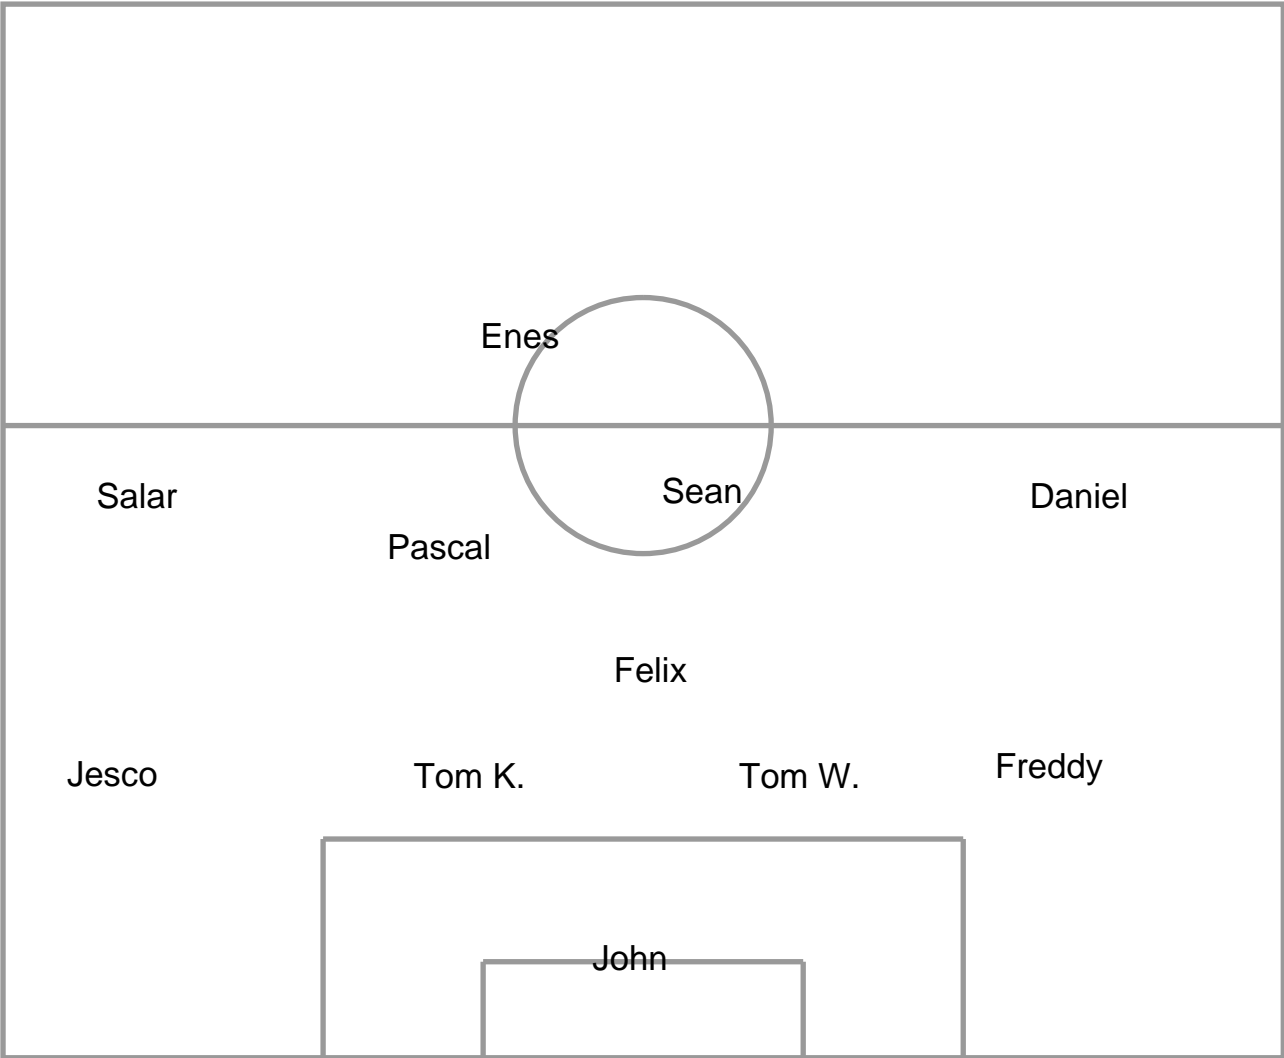 Enes
Salar
Sean
Daniel
Pascal
Felix
Jesco
Tom K.
Tom W.
Freddy
John